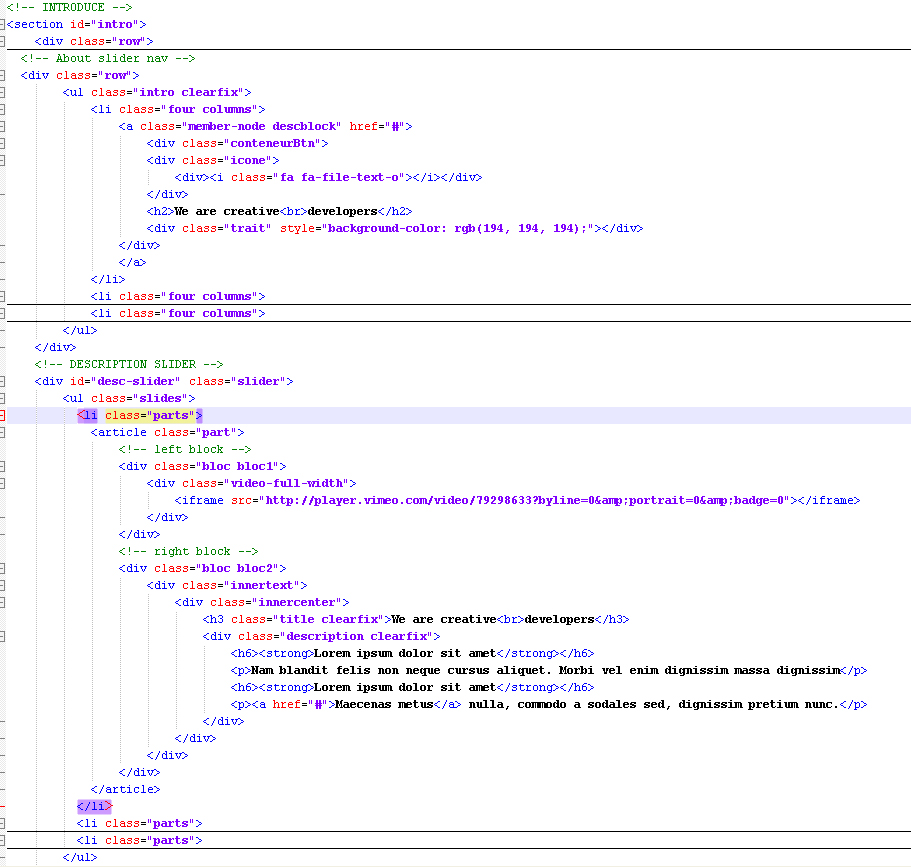 <!-- INTRODUCE -->
<section id="intro">
<div class="row">
<!-- About slider nav -->
<div class="row">
<ul class="intro clearfix">
<li class="four columns">
<a class="member-node descblock" href="#">
<div class="conteneurBtn">
<div class="icone">
<div><i class="fa fa-file-text-o"></i></div>
</div>
<h2>We are creative<br>developers</h2>
<div class="trait" style="background-color: rgb(194, 194, 194);"></div>
</div>
</a>
</li>
<li class="four columns">
<li class="four columns">
</ul>
</div>
<!-- DESCRIPTION SLIDER -->
<div id="desc-slider" class="slider">
<ul class="slides">
<li class="parts">
<article class="part">
<!-- left block -->
<div class="bloc bloc1">
<div class="video-full-width">
<iframe src="http://player.vimeo.com/video/79298633?byline=0&amp;portrait=0&amp;badge=0"></iframe>
</div>
</div>
<!-- right block -->
<div class="bloc bloc2">
<div class="innertext">
<div class="innercenter">
<h3 class="title clearfix">We are creative<br>developers</h3>
<div class="description clearfix">
<h6><strong>Lorem ipsum dolor sit amet</strong></h6>
<p>Nam blandit felis non neque cursus aliquet. Morbi vel enim dignissim massa dignissim</p>
<h6><strong>Lorem ipsum dolor sit amet</strong></h6>
<p><a href="#">Maecenas metus</a> nulla, commodo a sodales sed, dignissim pretium nunc.</p>
</div>
</div>
</div>
</div>
</article>
</li>
<li class="parts">
<li class="parts">
</ul>